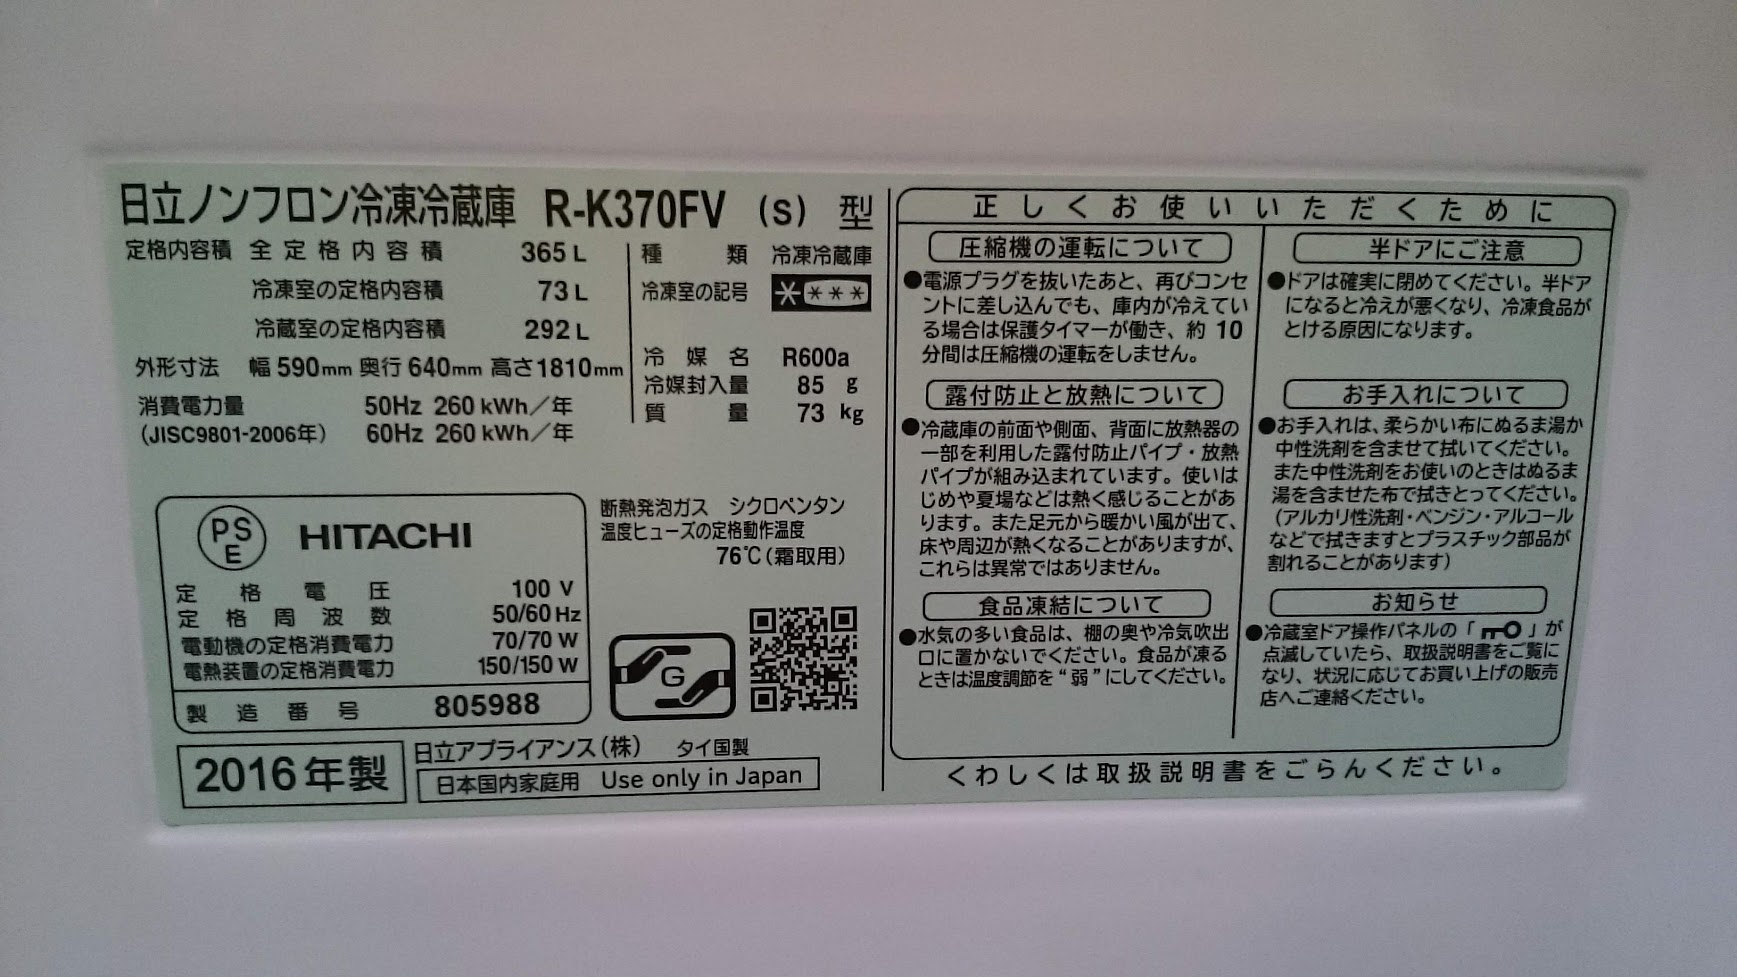 日立ノンフロン冷凍冷蔵庫 R-K370FV (S) 型
定格内容積 全定格内容積 365 L
冷凍室の定格内容積 73 L
冷蔵室の定格内容積 292 L
外形寸法 幅 590mm 奥行 640mm 高さ1810mm
消費電力量 50Hz 260 kWh/年
(JISC9801-2006年) 60Hz 260 kWh/年
種類 冷凍冷蔵庫
冷凍室の記号 ****
冷媒名 R600a
冷媒封入量 85 g
質量 73 kg
PS
E
HITACHI
定格電圧 100 V
定格周波数 50/60 Hz
電動機の定格消費電力 70/70 W
電熱装置の定格消費電力 150/150 W
製造番号 805988
断熱発泡ガス シクロペンタン
温度ヒューズの定格動作温度
76℃(霜取用)
G
2016年製
日立アプライアンス(株) タイ国製
日本国内家庭用 Use only in Japan
正しくお使いいただくために
圧縮機の運転について
●電源プラグを抜いたあと、再びコンセ
ントに差し込んでも、庫内が冷えてい
る場合は保護タイマーが働き、約 10
分間は圧縮機の運転をしません。
露付防止と放熱について
●冷蔵庫の前面や側面、背面に放熱器の
一部を利用した露付防止パイプ・放熱
パイプが組み込まれています。使いは
じめや夏場などは熱く感じることがあ
ります。また足元から暖かい風が出て、
床や周辺が熱くなることがありますが、
これらは異常ではありません。
食品凍結について
●水気の多い食品は、棚の奥や冷気吹出
口に置かないでください。食品が凍る
ときは温度調節を“弱”にしてください。
半ドアにご注意
●ドアは確実に閉めてください。半ドア
になると冷えが悪くなり、冷凍食品が
とける原因になります。
お手入れについて
●お手入れは、柔らかい布にぬるま湯か
中性洗剤を含ませて拭いてください。
また中性洗剤をお使いのときはぬるま
湯を含ませた布で拭きとってください。
(アルカリ性洗剤・ベンジン・アルコール
などで拭きますとプラスチック部品が
割れることがあります)
お知らせ
●冷蔵室ドア操作パネルの「 」が
点滅していたら、取扱説明書をご覧に
なり、状況に応じてお買い上げの販売
店へご連絡ください。
くわしくは取扱説明書をごらんください。